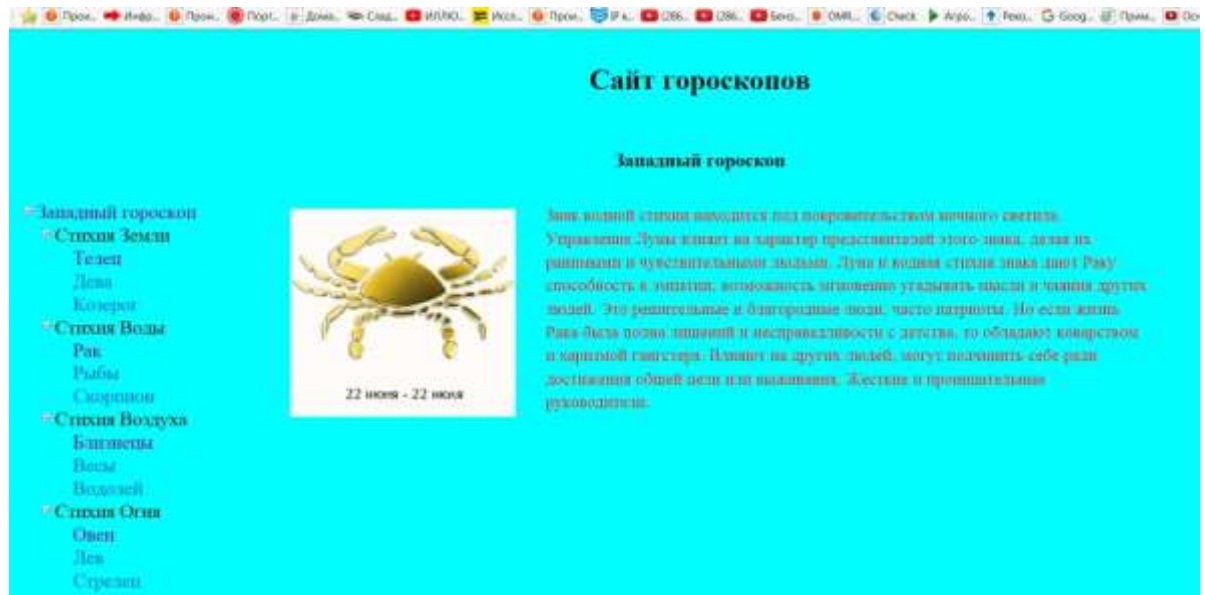 Сайт гороскопов
Западный гороскоп
Западный гороскоп
Стихия Земли
Телец
Дева
Козерог
Стихия Воды
Рак
Рыбы
Скорпион
Стихия Воздуха
Близнецы
Весы
Водолей
Стихия Огня
Овен
Лев
Стрелец
22 июня - 22 июля
Знак водной стихии находится под покровительством ночного светила.
Управление Луны влияет на характер представителей этого знака, делая их
ранимыми и чувствительными людьми. Луна и водная стихия знака дают Раку
способность к эмпатии, возможность мгновенно угадывать мысли и чаяния других
людей. Это решительные и благородные люди, часто патриоты. Но если жизнь
Рака была полна лишений и несправедливости с детства, то обладают коварством
и харизмой гангстера. Влияют на других людей, могут подчинить себе ради
достижения общей цели или выживания. Жесткие и проницательные
руководители.